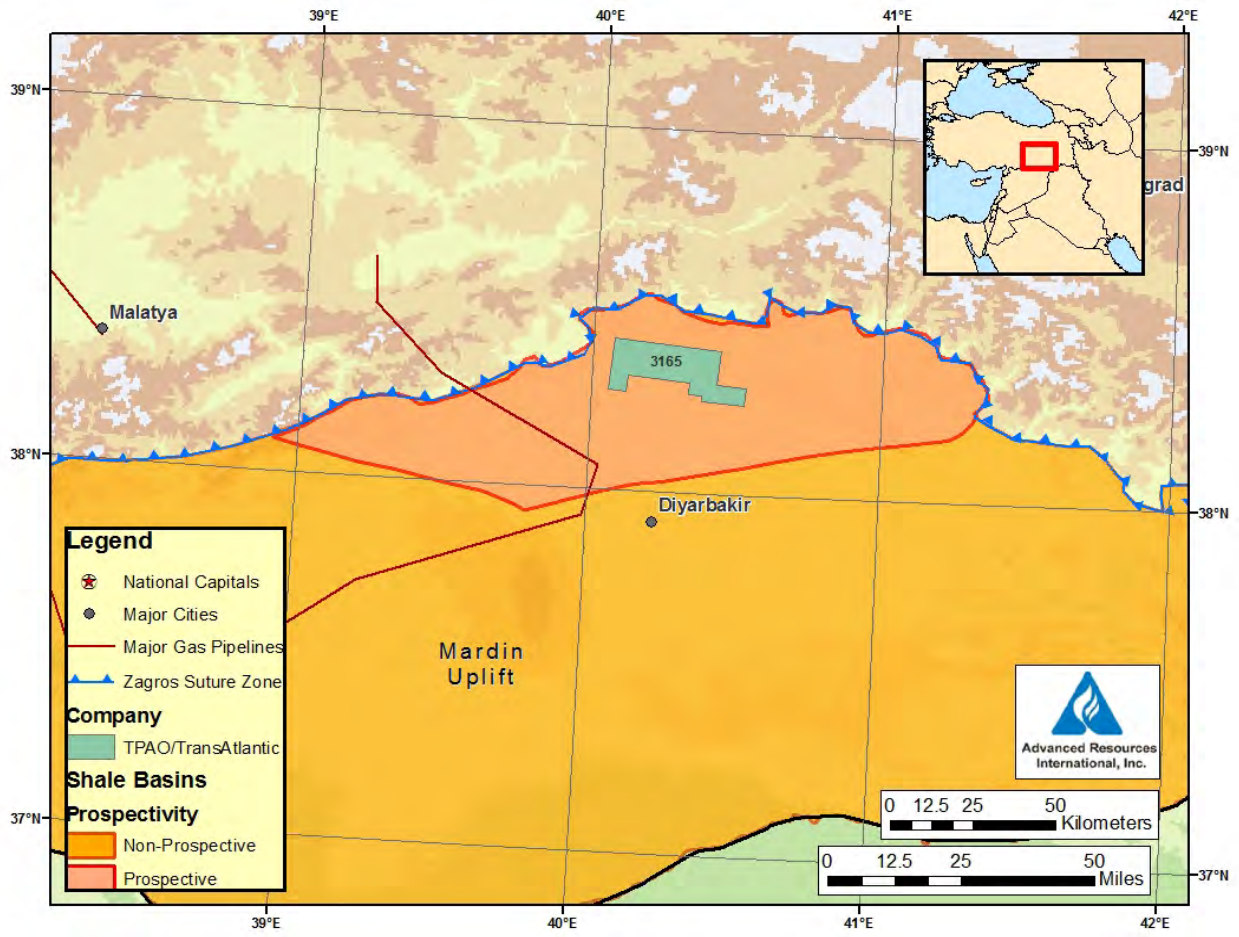 39°E 40°E 41°E 42°E
39°N
39°N
grad
Malatya
3165
38°N
Diyarbakir
38°N
Legend
National Capitals
Major Cities
Major Gas Pipelines
Zagros Suture Zone
Company
TPAO/TransAtlantic
Shale Basins
Prospectivity
Non-Prospective
Prospective
Mardin
Uplift
Advanced Resources
International, Inc.
0 12.5 25 50
Kilometers
0 12.5 25 50
Miles
37°N
37°N
39°E 40°E 41°E 42°E